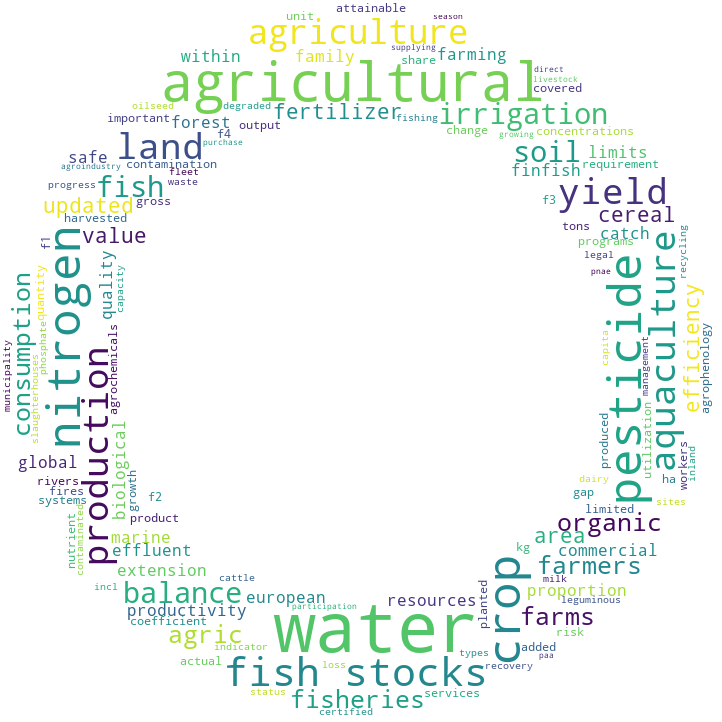 attainable
unit
season
agriculture
supplying
within
family
share
farming
agricultural
direct
livestock
covered
oilseed
degraded
fertilizer
fishing
irrigation
important
forest
output
change
growing
concentrations
f4
purchase
land
safe
agroindustry
contamination
soil
limits
finfish
requirement
progress
fish
fleet
waste
gross
yield
f3
updated
harvested
value
cereal
tons
catch
programs
legal
pnae
f1
nitrogen
quality
capacity
quantity
phosphate
consumption
municipality
slaughterhouses
production
agrochemicals
pesticide
aquaculture
recycling
efficiency
agrophenology
capita
management
utilization
produced
workers
inland
global
rivers
fires
systems
biological
growth
f2
nutrient
contaminated
product
dairy
ha
gap
sites
limited
organic
marine
effluent
area
kg
commercial
extension
cattle
incl
farmers
milk
balance
european
resources
planted
crop
proportion
leguminous
productivity
participation
coefficient
water
farms
agric
risk
indicator
added
actual
types
paa
loss
recovery
fish stocks
status
fisheries
services
certified